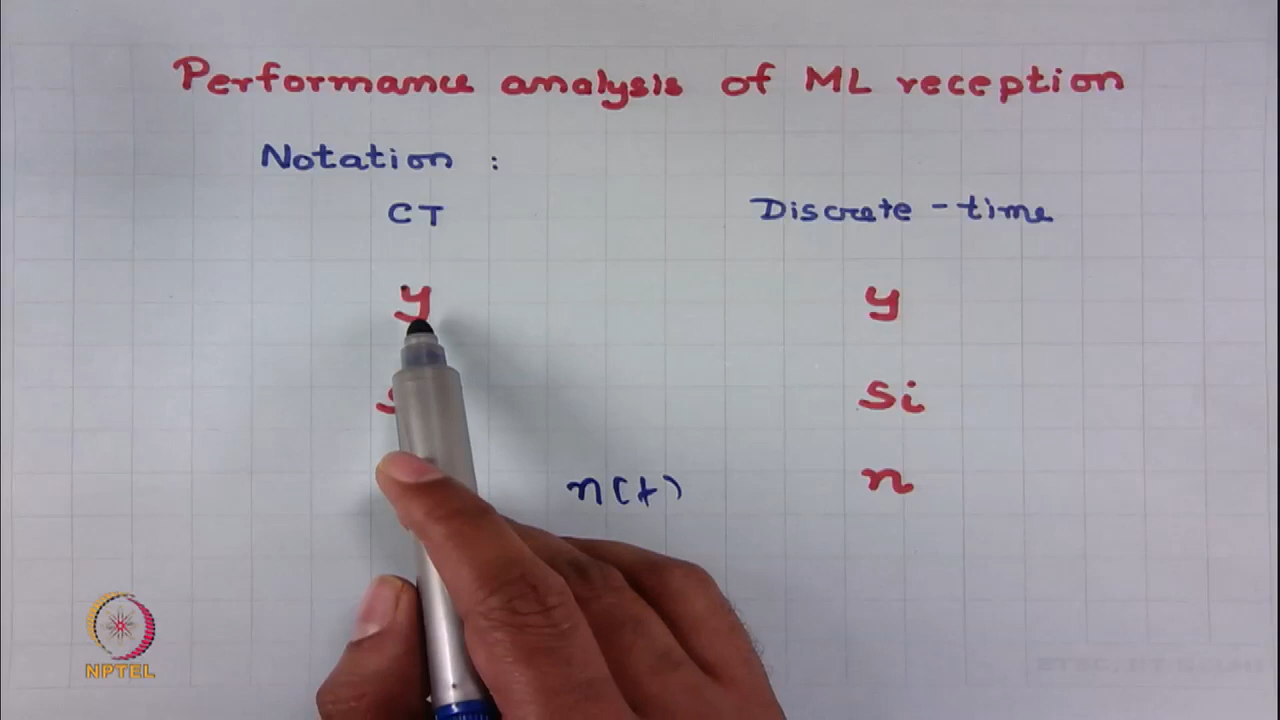 Performance analysis of ML reception
Notation :
CT Discrete-time
y y
s si
n(t) n
NPTEL